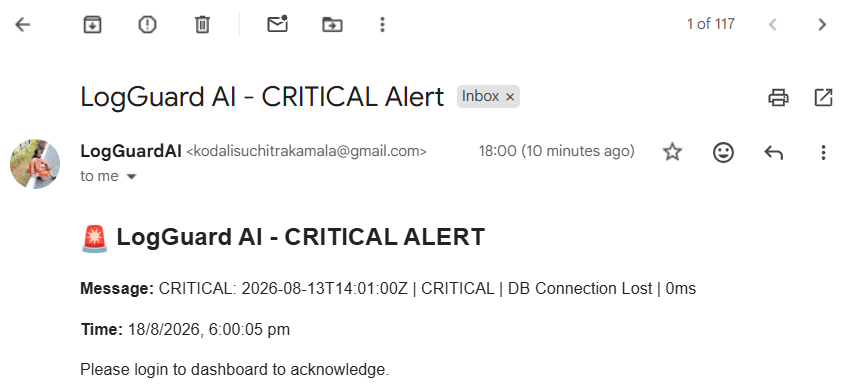 1 of 117
LogGuard AI - CRITICAL Alert Inbox ×
LogGuardAI <kodalisuchitrakamala@gmail.com> 18:00 (10 minutes ago)
to me
🚨 LogGuard AI - CRITICAL ALERT
Message: CRITICAL: 2026-08-13T14:01:00Z | CRITICAL | DB Connection Lost | 0ms
Time: 18/8/2026, 6:00:05 pm
Please login to dashboard to acknowledge.